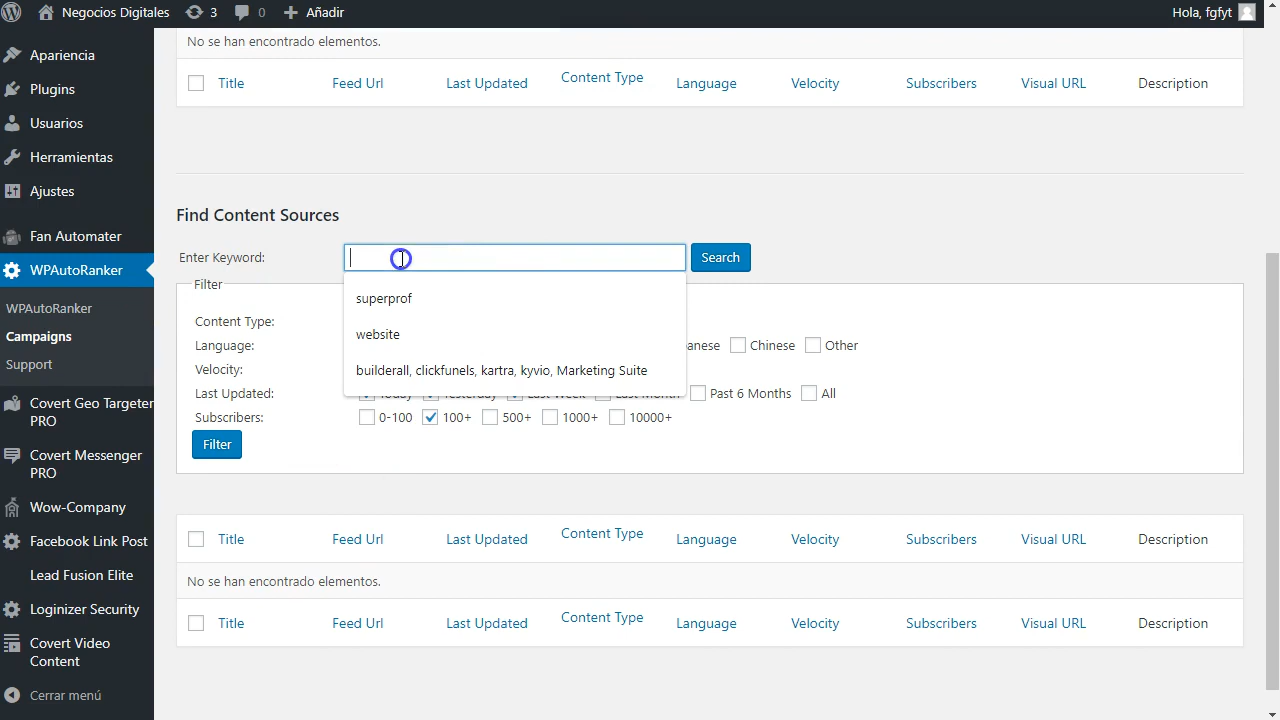 Negocios Digitales 3 0 Añadir Hola, fgfyt
Apariencia
Plugins
Usuarios
Herramientas
Ajustes
Fan Automater
WPAutoRanker
WPAutoRanker
Campaigns
Support
Covert Geo Targeter
PRO
Covert Messenger
PRO
Wow-Company
Facebook Link Post
Lead Fusion Elite
Loginizer Security
Covert Video
Content
Cerrar menú
No se han encontrado elementos.
Title Feed Url Last Updated Content Type Language Velocity Subscribers Visual URL Description
Find Content Sources
Enter Keyword: Search
superprof
website
builderall, clickfunels, kartra, kyvio, Marketing Suite
Filter
Content Type:
Language: anese Chinese Other
Velocity:
Last Updated: Today Yesterday Last Week Last Month Past 6 Months All
Subscribers: 0-100 100+ 500+ 1000+ 10000+
Filter
Title Feed Url Last Updated Content Type Language Velocity Subscribers Visual URL Description
No se han encontrado elementos.
Title Feed Url Last Updated Content Type Language Velocity Subscribers Visual URL Description